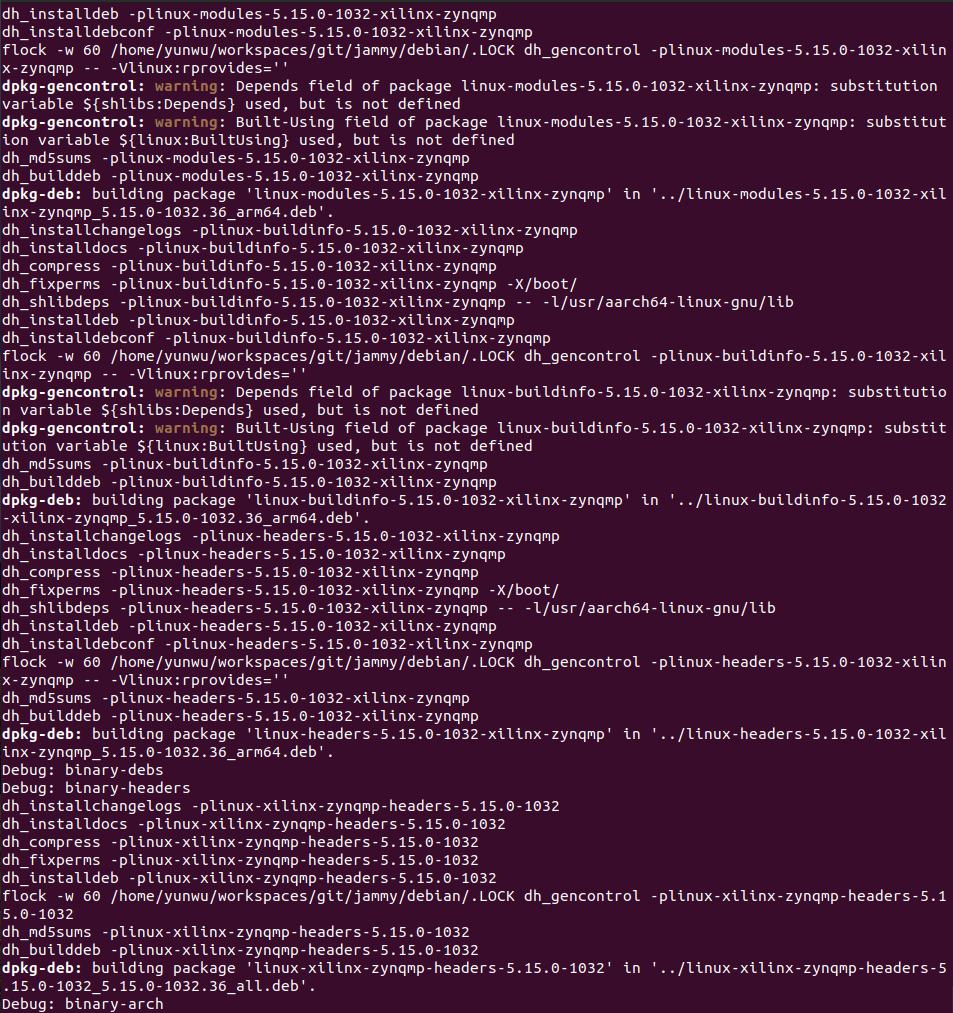 dh_installdeb -plinux-modules-5.15.0-1032-xilinx-zynqmp
dh_installdebconf -plinux-modules-5.15.0-1032-xilinx-zynqmp
flock -w 60 /home/yunwu/workspaces/git/jammy/debian/.LOCK dh_gencontrol -plinux-modules-5.15.0-1032-xilin
x-zynqmp -- -Vlinux:rprovides=''
dpkg-gencontrol: warning: Depends field of package linux-modules-5.15.0-1032-xilinx-zynqmp: substitution
variable ${shlibs:Depends} used, but is not defined
dpkg-gencontrol: warning: Built-Using field of package linux-modules-5.15.0-1032-xilinx-zynqmp: substitut
ion variable ${linux:BuiltUsing} used, but is not defined
dh_md5sums -plinux-modules-5.15.0-1032-xilinx-zynqmp
dh_builddeb -plinux-modules-5.15.0-1032-xilinx-zynqmp
dpkg-deb: building package 'linux-modules-5.15.0-1032-xilinx-zynqmp' in '../linux-modules-5.15.0-1032-xil
inx-zynqmp_5.15.0-1032.36_arm64.deb'.
dh_installchangelogs -plinux-buildinfo-5.15.0-1032-xilinx-zynqmp
dh_installdocs -plinux-buildinfo-5.15.0-1032-xilinx-zynqmp
dh_compress -plinux-buildinfo-5.15.0-1032-xilinx-zynqmp
dh_fixperms -plinux-buildinfo-5.15.0-1032-xilinx-zynqmp -X/boot/
dh_shlibdeps -plinux-buildinfo-5.15.0-1032-xilinx-zynqmp -- -l/usr/aarch64-linux-gnu/lib
dh_installdeb -plinux-buildinfo-5.15.0-1032-xilinx-zynqmp
dh_installdebconf -plinux-buildinfo-5.15.0-1032-xilinx-zynqmp
flock -w 60 /home/yunwu/workspaces/git/jammy/debian/.LOCK dh_gencontrol -plinux-buildinfo-5.15.0-1032-xil
inx-zynqmp -- -Vlinux:rprovides=''
dpkg-gencontrol: warning: Depends field of package linux-buildinfo-5.15.0-1032-xilinx-zynqmp: substitutio
n variable ${shlibs:Depends} used, but is not defined
dpkg-gencontrol: warning: Built-Using field of package linux-buildinfo-5.15.0-1032-xilinx-zynqmp: substit
ution variable ${linux:BuiltUsing} used, but is not defined
dh_md5sums -plinux-buildinfo-5.15.0-1032-xilinx-zynqmp
dh_builddeb -plinux-buildinfo-5.15.0-1032-xilinx-zynqmp
dpkg-deb: building package 'linux-buildinfo-5.15.0-1032-xilinx-zynqmp' in '../linux-buildinfo-5.15.0-1032
-xilinx-zynqmp_5.15.0-1032.36_arm64.deb'.
dh_installchangelogs -plinux-headers-5.15.0-1032-xilinx-zynqmp
dh_installdocs -plinux-headers-5.15.0-1032-xilinx-zynqmp
dh_compress -plinux-headers-5.15.0-1032-xilinx-zynqmp
dh_fixperms -plinux-headers-5.15.0-1032-xilinx-zynqmp -X/boot/
dh_shlibdeps -plinux-headers-5.15.0-1032-xilinx-zynqmp -- -l/usr/aarch64-linux-gnu/lib
dh_installdeb -plinux-headers-5.15.0-1032-xilinx-zynqmp
dh_installdebconf -plinux-headers-5.15.0-1032-xilinx-zynqmp
flock -w 60 /home/yunwu/workspaces/git/jammy/debian/.LOCK dh_gencontrol -plinux-headers-5.15.0-1032-xilin
x-zynqmp -- -Vlinux:rprovides=''
dh_md5sums -plinux-headers-5.15.0-1032-xilinx-zynqmp
dh_builddeb -plinux-headers-5.15.0-1032-xilinx-zynqmp
dpkg-deb: building package 'linux-headers-5.15.0-1032-xilinx-zynqmp' in '../linux-headers-5.15.0-1032-xil
inx-zynqmp_5.15.0-1032.36_arm64.deb'.
Debug: binary-debs
Debug: binary-headers
dh_installchangelogs -plinux-xilinx-zynqmp-headers-5.15.0-1032
dh_installdocs -plinux-xilinx-zynqmp-headers-5.15.0-1032
dh_compress -plinux-xilinx-zynqmp-headers-5.15.0-1032
dh_fixperms -plinux-xilinx-zynqmp-headers-5.15.0-1032
dh_installdeb -plinux-xilinx-zynqmp-headers-5.15.0-1032
flock -w 60 /home/yunwu/workspaces/git/jammy/debian/.LOCK dh_gencontrol -plinux-xilinx-zynqmp-headers-5.1
5.0-1032
dh_md5sums -plinux-xilinx-zynqmp-headers-5.15.0-1032
dh_builddeb -plinux-xilinx-zynqmp-headers-5.15.0-1032
dpkg-deb: building package 'linux-xilinx-zynqmp-headers-5.15.0-1032' in '../linux-xilinx-zynqmp-headers-5
.15.0-1032_5.15.0-1032.36_all.deb'.
Debug: binary-arch